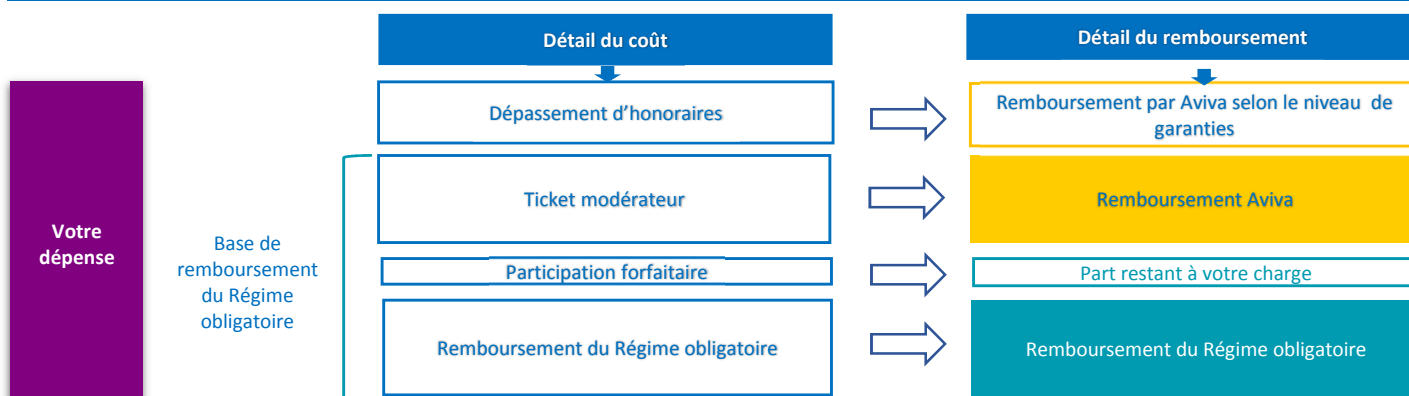 Détail du coût
Détail du remboursement
Dépassement d'honoraires
Remboursement par Aviva selon le niveau de
garanties
Ticket modérateur
Remboursement Aviva
Votre
dépense
Base de
remboursement
du Régime
obligatoire
Participation forfaitaire
Part restant à votre charge
Remboursement du Régime obligatoire
Remboursement du Régime obligatoire